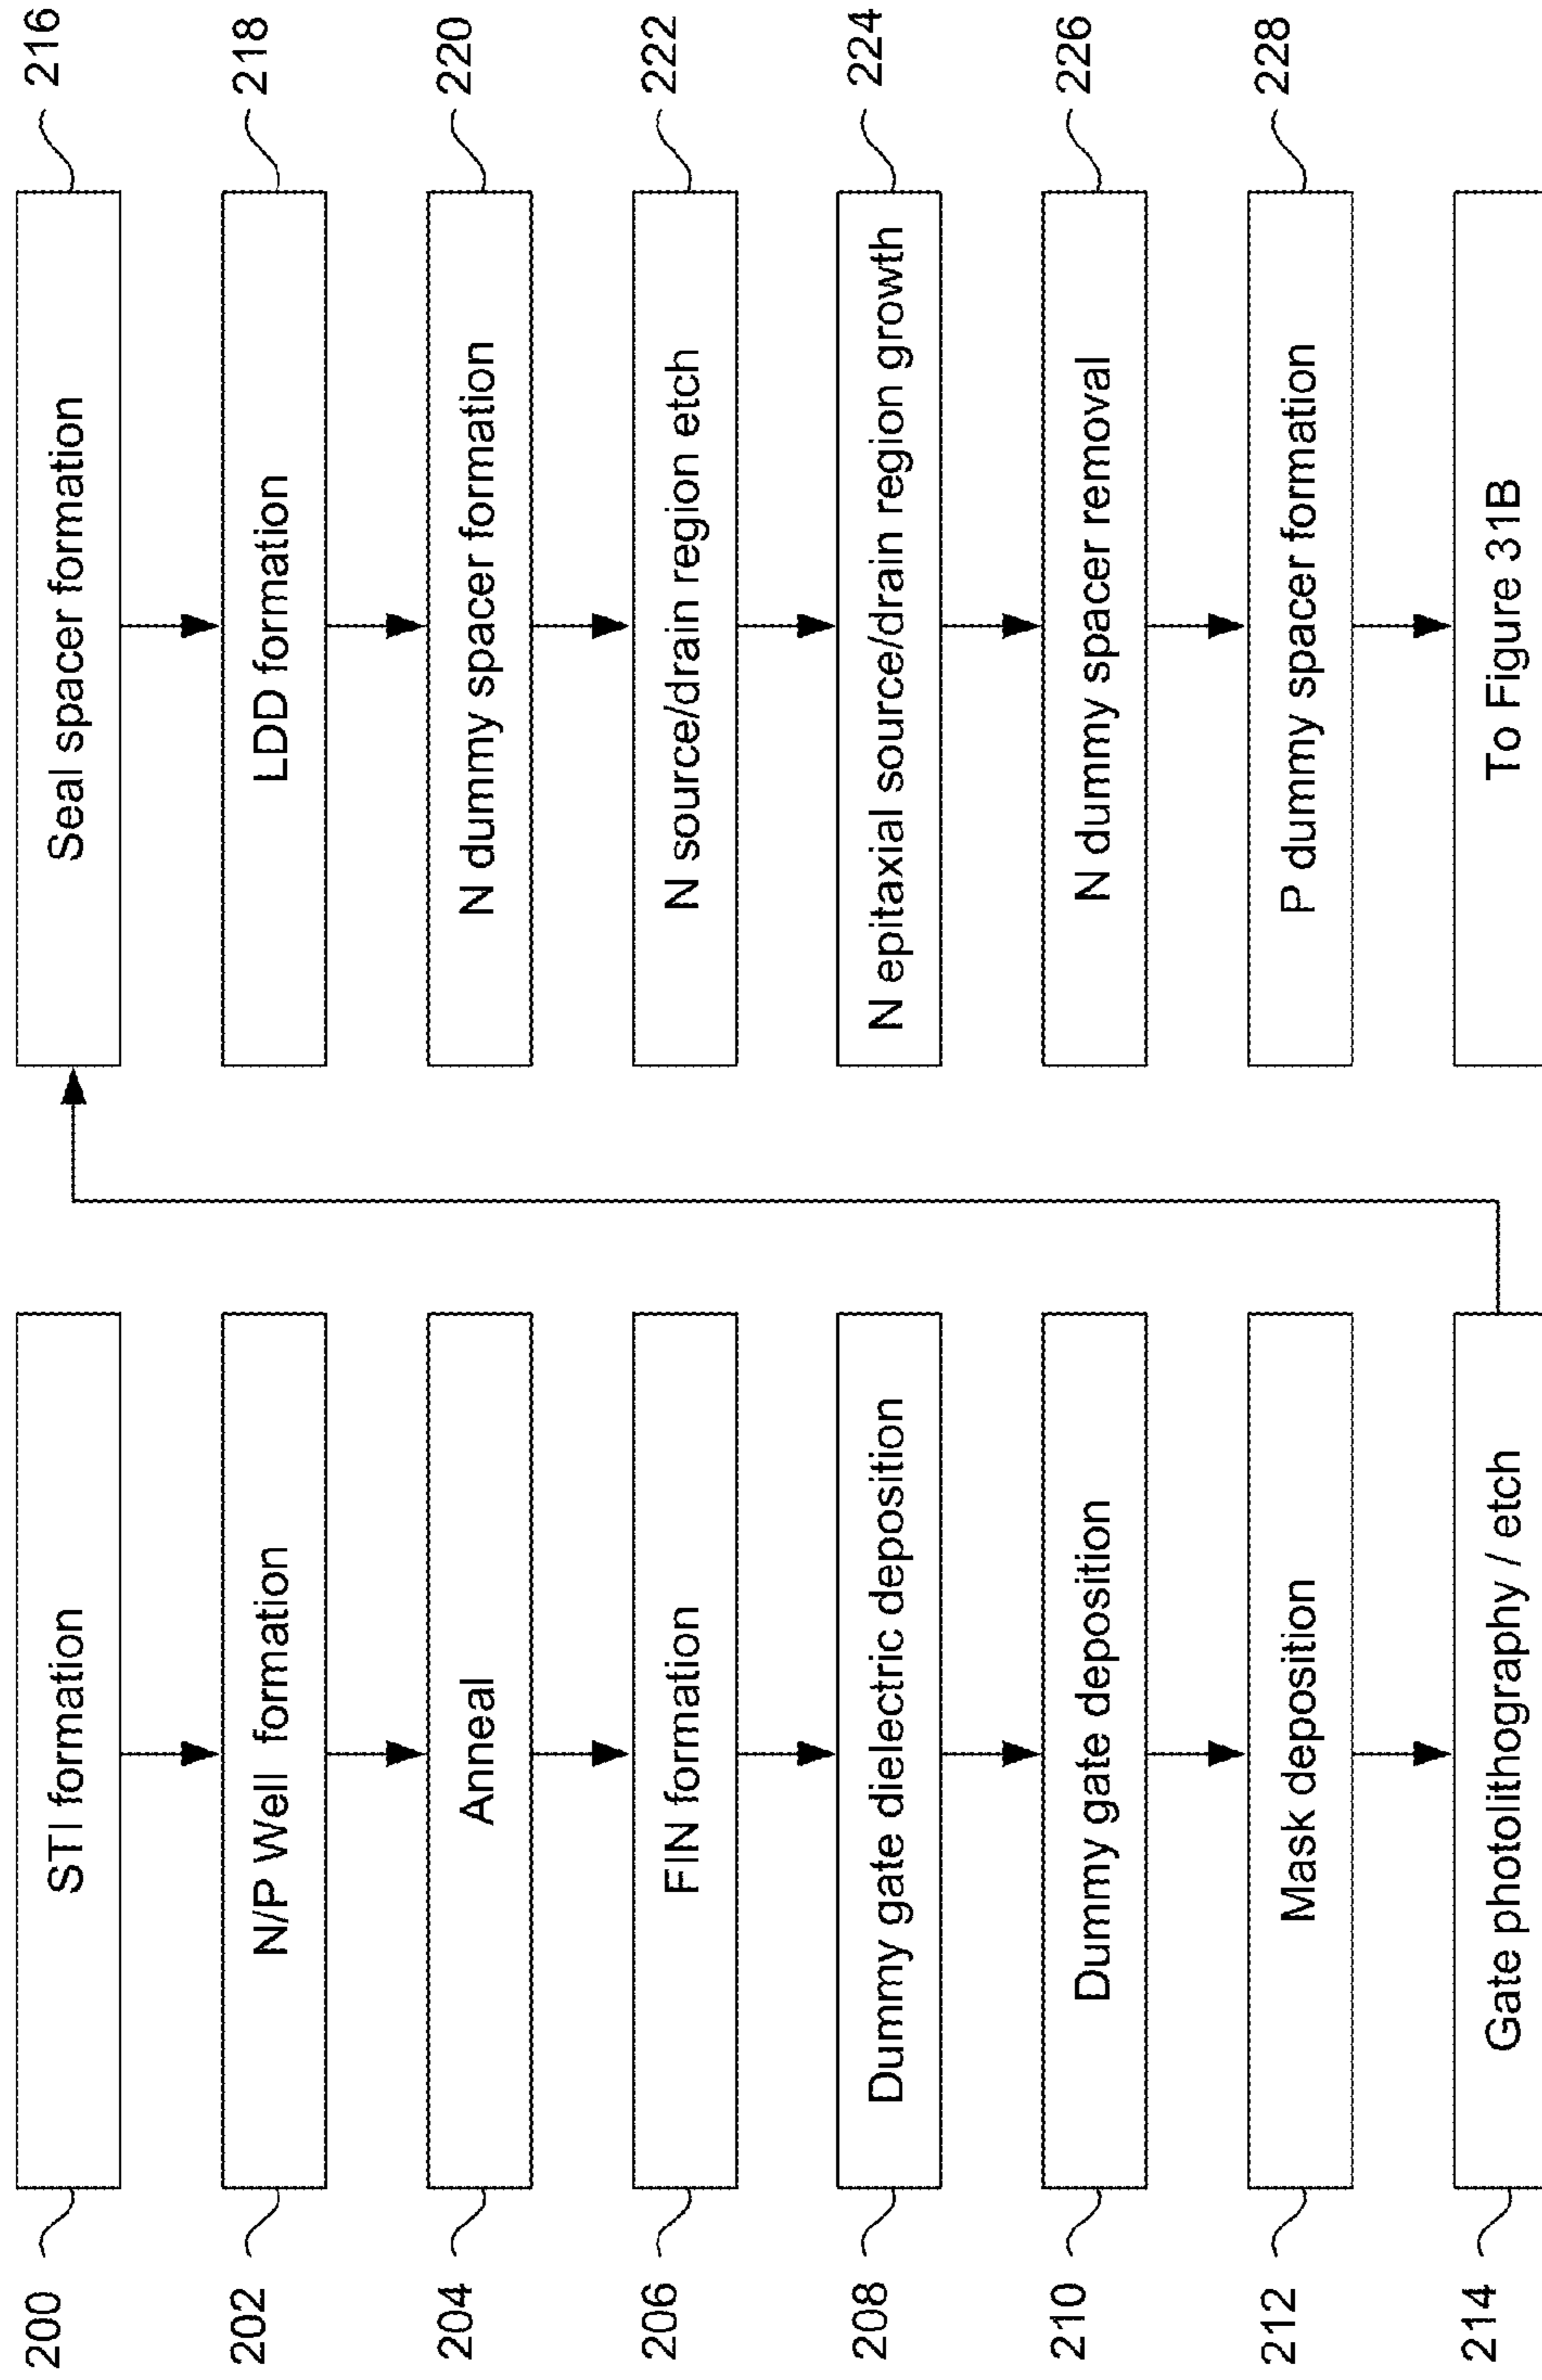 200
STI formation
202
N/P Well formation
204
Anneal
206
FIN formation
208
Dummy gate dielectric deposition
210
Dummy gate deposition
212
Mask deposition
214
Gate photolithography / etch
Seal spacer formation
216
LDD formation
218
N dummy spacer formation
220
N source/drain region etch
222
N epitaxial source/drain region growth
224
N dummy spacer removal
226
P dummy spacer formation
228
To Figure 31B